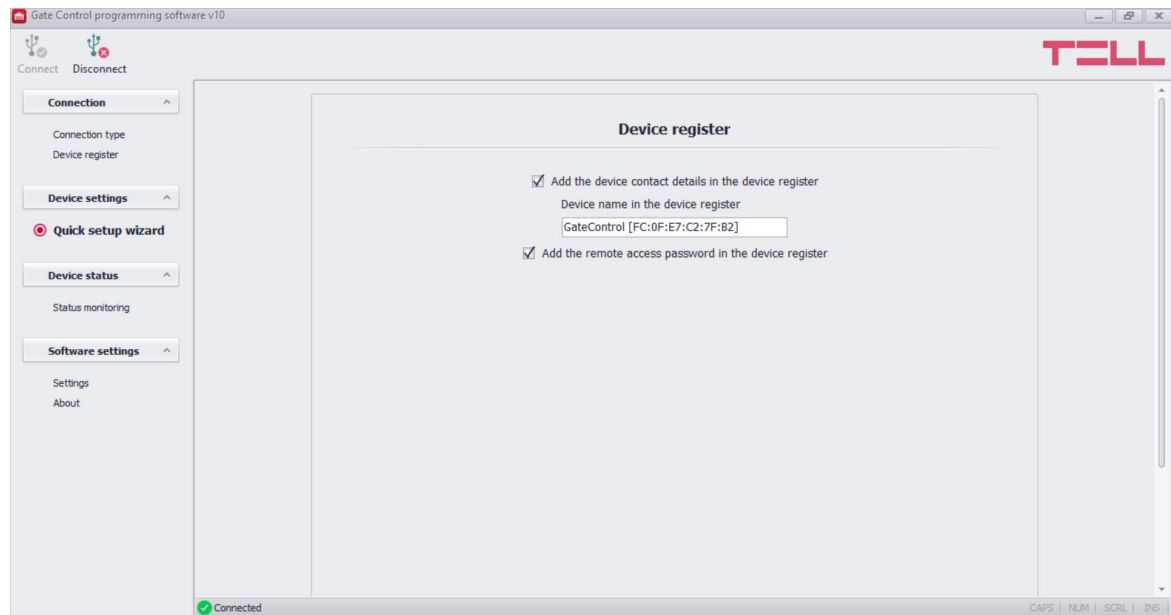 Gate Control programming software v10
Connect Disconnect
TELL
Connection
Connection type
Device register
Device settings
Quick setup wizard
Device status
Status monitoring
Software settings
Settings
About
Device register
Add the device contact details in the device register
Device name in the device register
GateControl [FC:0F:E7:C2:7F:B2]
Add the remote access password in the device register
Connected
CAPS | NUM | SCRL | INS